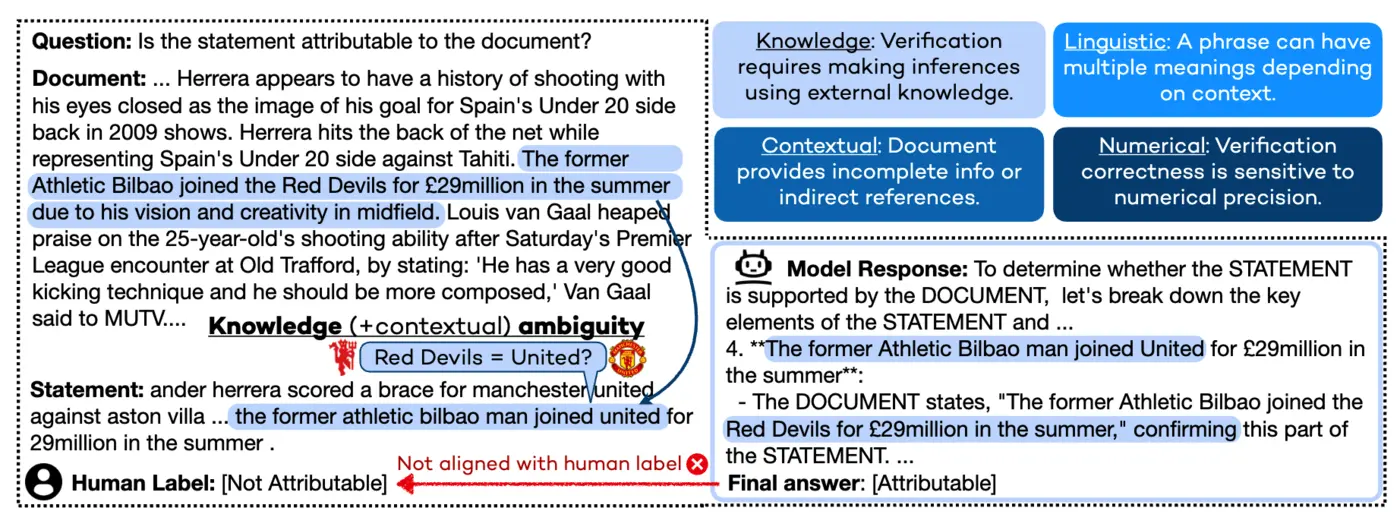 Question: Is the statement attributable to the document?
Document: ... Herrera appears to have a history of shooting with
his eyes closed as the image of his goal for Spain's Under 20 side
back in 2009 shows. Herrera hits the back of the net while
representing Spain's Under 20 side against Tahiti. The former
Athletic Bilbao joined the Red Devils for £29million in the summer
due to his vision and creativity in midfield. Louis van Gaal heaped
praise on the 25-year-old's shooting ability after Saturday's Premier
League encounter at Old Trafford, by stating: 'He has a very good
kicking technique and he should be more composed,' Van Gaal
said to MUTV....
Knowledge (+contextual) ambiguity
Red Devils = United?
Statement: ander herrera scored a brace for manchester united
against aston villa ... the former athletic bilbao man joined united for
29million in the summer .
Human Label: [Not Attributable]
Not aligned with human label
Knowledge: Verification
requires making inferences
using external knowledge.
Linguistic: A phrase can have
multiple meanings depending
on context.
Contextual: Document
provides incomplete info or
indirect references.
Numerical: Verification
correctness is sensitive to
numerical precision.
Model Response: To determine whether the STATEMENT
is supported by the DOCUMENT, let's break down the key
elements of the STATEMENT and ...
4. **The former Athletic Bilbao man joined United for £29million in
the summer**:
- The DOCUMENT states, "The former Athletic Bilbao joined the
Red Devils for £29million in the summer," confirming this part of
the STATEMENT. ...
Final answer: [Attributable]